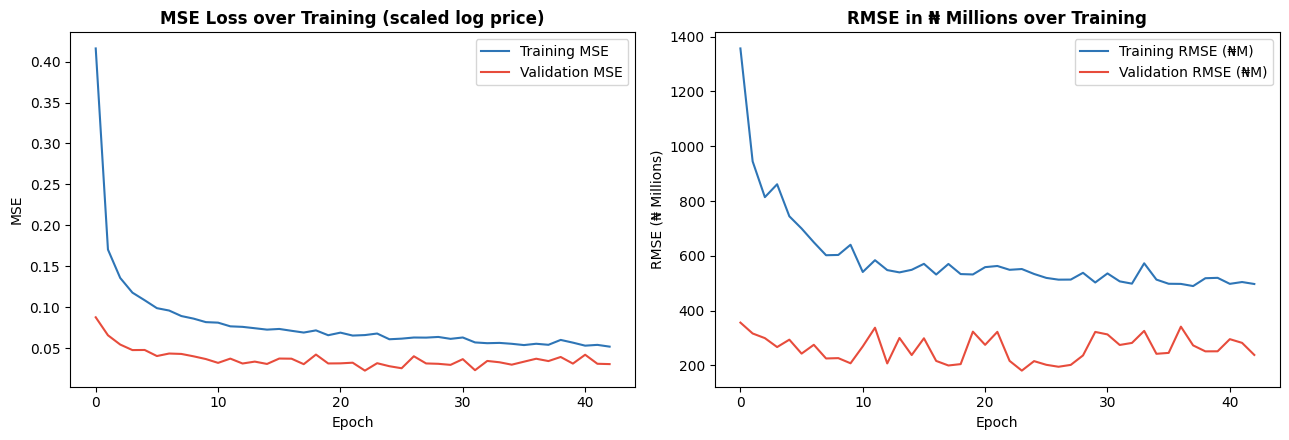 MSE Loss over Training (scaled log price)
Training MSE
Validation MSE
0.40
0.35
0.30
0.25
0.20
0.15
0.10
0.05
MSE
0 10 20 30 40
Epoch
RMSE in ₦ Millions over Training
Training RMSE (₦M)
Validation RMSE (₦M)
1400
1200
1000
800
600
400
200
RMSE (₦ Millions)
0 10 20 30 40
Epoch